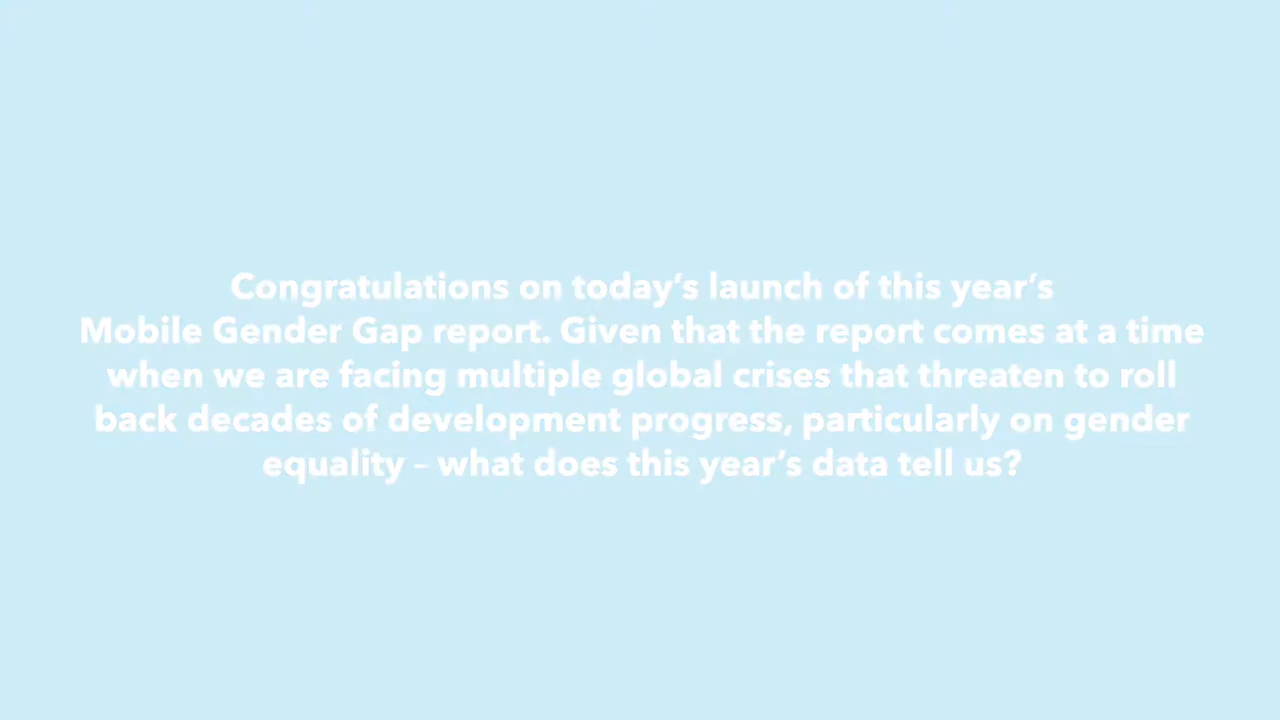 Congratulations on today’s launch of this year’s
Mobile Gender Gap report. Given that the report comes at a time
when we are facing multiple global crises that threaten to roll
back decades of development progress, particularly on gender
equality – what does this year’s data tell us?